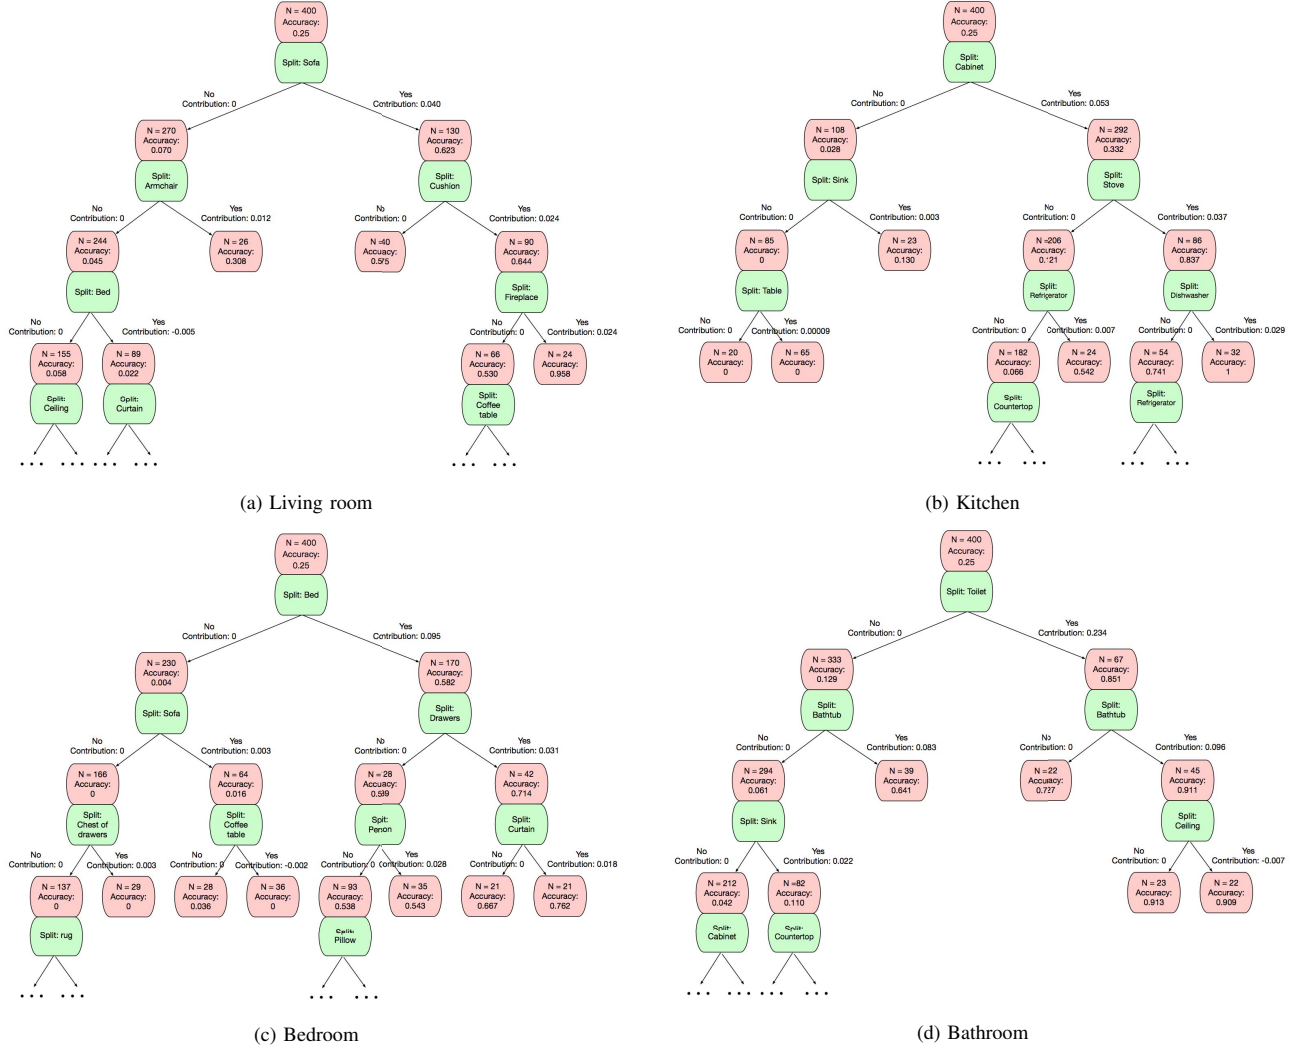 N = 400
Accuracy:
0.25
Split: Sofa
No
Contribution: 0
Yes
Contribution: 0.040
N = 270
Accuracy:
0.070
Split:
Armchair
N = 130
Accuracy:
0.623
Split:
Cushion
No
Contribution: 0
Yes
Contribution: 0.012
No
Contribution: 0
Yes
Contribution: 0.024
N = 244
Accuracy:
0.045
Split: Bed
N = 26
Accuracy:
0.308
N =40
Accuracy:
0.575
N = 90
Accuracy:
0.644
Split:
Fireplace
No
Contribution: 0
Yes
Contribution: -0.005
No
Contribution: 0
Yes
Contribution: 0.024
N = 155
Accuracy:
0.058
Split:
Ceiling
N = 89
Accuracy:
0.022
Split:
Curtain
N = 66
Accuracy:
0.530
Split:
Coffee
table
N = 24
Accuracy:
0.958
(a) Living room
N = 400
Accuracy:
0.25
Split:
Cabinet
No
Contribution: 0
Yes
Contribution: 0.053
N = 108
Accuracy:
0.028
Split: Sink
N = 292
Accuracy:
0.332
Split:
Stove
No
Contribution: 0
Yes
Contribution: 0.003
No
Contribution: 0
Yes
Contribution: 0.037
N = 85
Accuracy:
0
Split: Table
N = 23
Accuracy:
0.130
N =206
Accuracy:
0.121
Split:
Refrigerator
N = 86
Accuracy:
0.837
Split:
Dishwasher
No
Contribution: 0
Yes
Contribution: 0.00009
No
Contribution: 0
Yes
Contribution: 0.007
No
Contribution: 0
Yes
Contribution: 0.029
N = 20
Accuracy:
0
N = 65
Accuracy:
0
N = 182
Accuracy:
0.066
Split:
Countertop
N = 24
Accuracy:
0.542
N = 54
Accuracy:
0.741
Split:
Refrigerator
N = 32
Accuracy:
1
(b) Kitchen
N = 400
Accuracy:
0.25
Split: Bed
No
Contribution: 0
Yes
Contribution: 0.095
N = 230
Accuracy:
0.004
Split: Sofa
N = 170
Accuracy:
0.582
Split:
Drawers
No
Contribution: 0
Yes
Contribution: 0.003
No
Contribution: 0
Yes
Contribution: 0.031
N = 166
Accuracy:
0
Split:
Chest of
drawers
N = 64
Accuracy:
0.016
Split:
Coffee
table
N = 28
Accuracy:
N = 42
Accuracy:
0.714
Split:
Curtain
No
Contribution: 0
Yes
Contribution: 0.003
No
Contribution: 0
Yes
Contribution: -0.002
No
Contribution: 0
Yes
Contribution: 0.028
No
Contribution: 0
Yes
Contribution: 0.018
N = 137
Accuracy:
0
Split: rug
N = 29
Accuracy:
0
N = 28
Accuracy:
0.036
N = 36
Accuracy:
0
N = 93
Accuracy:
0.538
Split:
Pillow
N = 35
Accuracy:
0.543
N = 21
Accuracy:
0.667
N = 21
Accuracy:
0.762
(c) Bedroom
N = 400
Accuracy:
0.25
Split: Toilet
No
Contribution: 0
Yes
Contribution: 0.234
N = 333
Accuracy:
0.129
Split:
Bathtub
N = 67
Accuracy:
0.851
Split:
Bathtub
No
Contribution: 0
Yes
Contribution: 0.083
No
Contribution: 0
Yes
Contribution: 0.096
N = 294
Accuracy:
0.061
Split: Sink
N = 39
Accuracy:
0.641
N =22
Accuracy:
0.727
N = 45
Accuracy:
0.911
Split:
Ceiling
No
Contribution: 0
Yes
Contribution: 0.022
No
Contribution: 0
Yes
Contribution: -0.007
N = 212
Accuracy:
0.042
Split:
Cabinet
N =82
Accuracy:
0.110
Split:
Countertop
N = 23
Accuracy:
0.913
N = 22
Accuracy:
0.909
(d) Bathroom